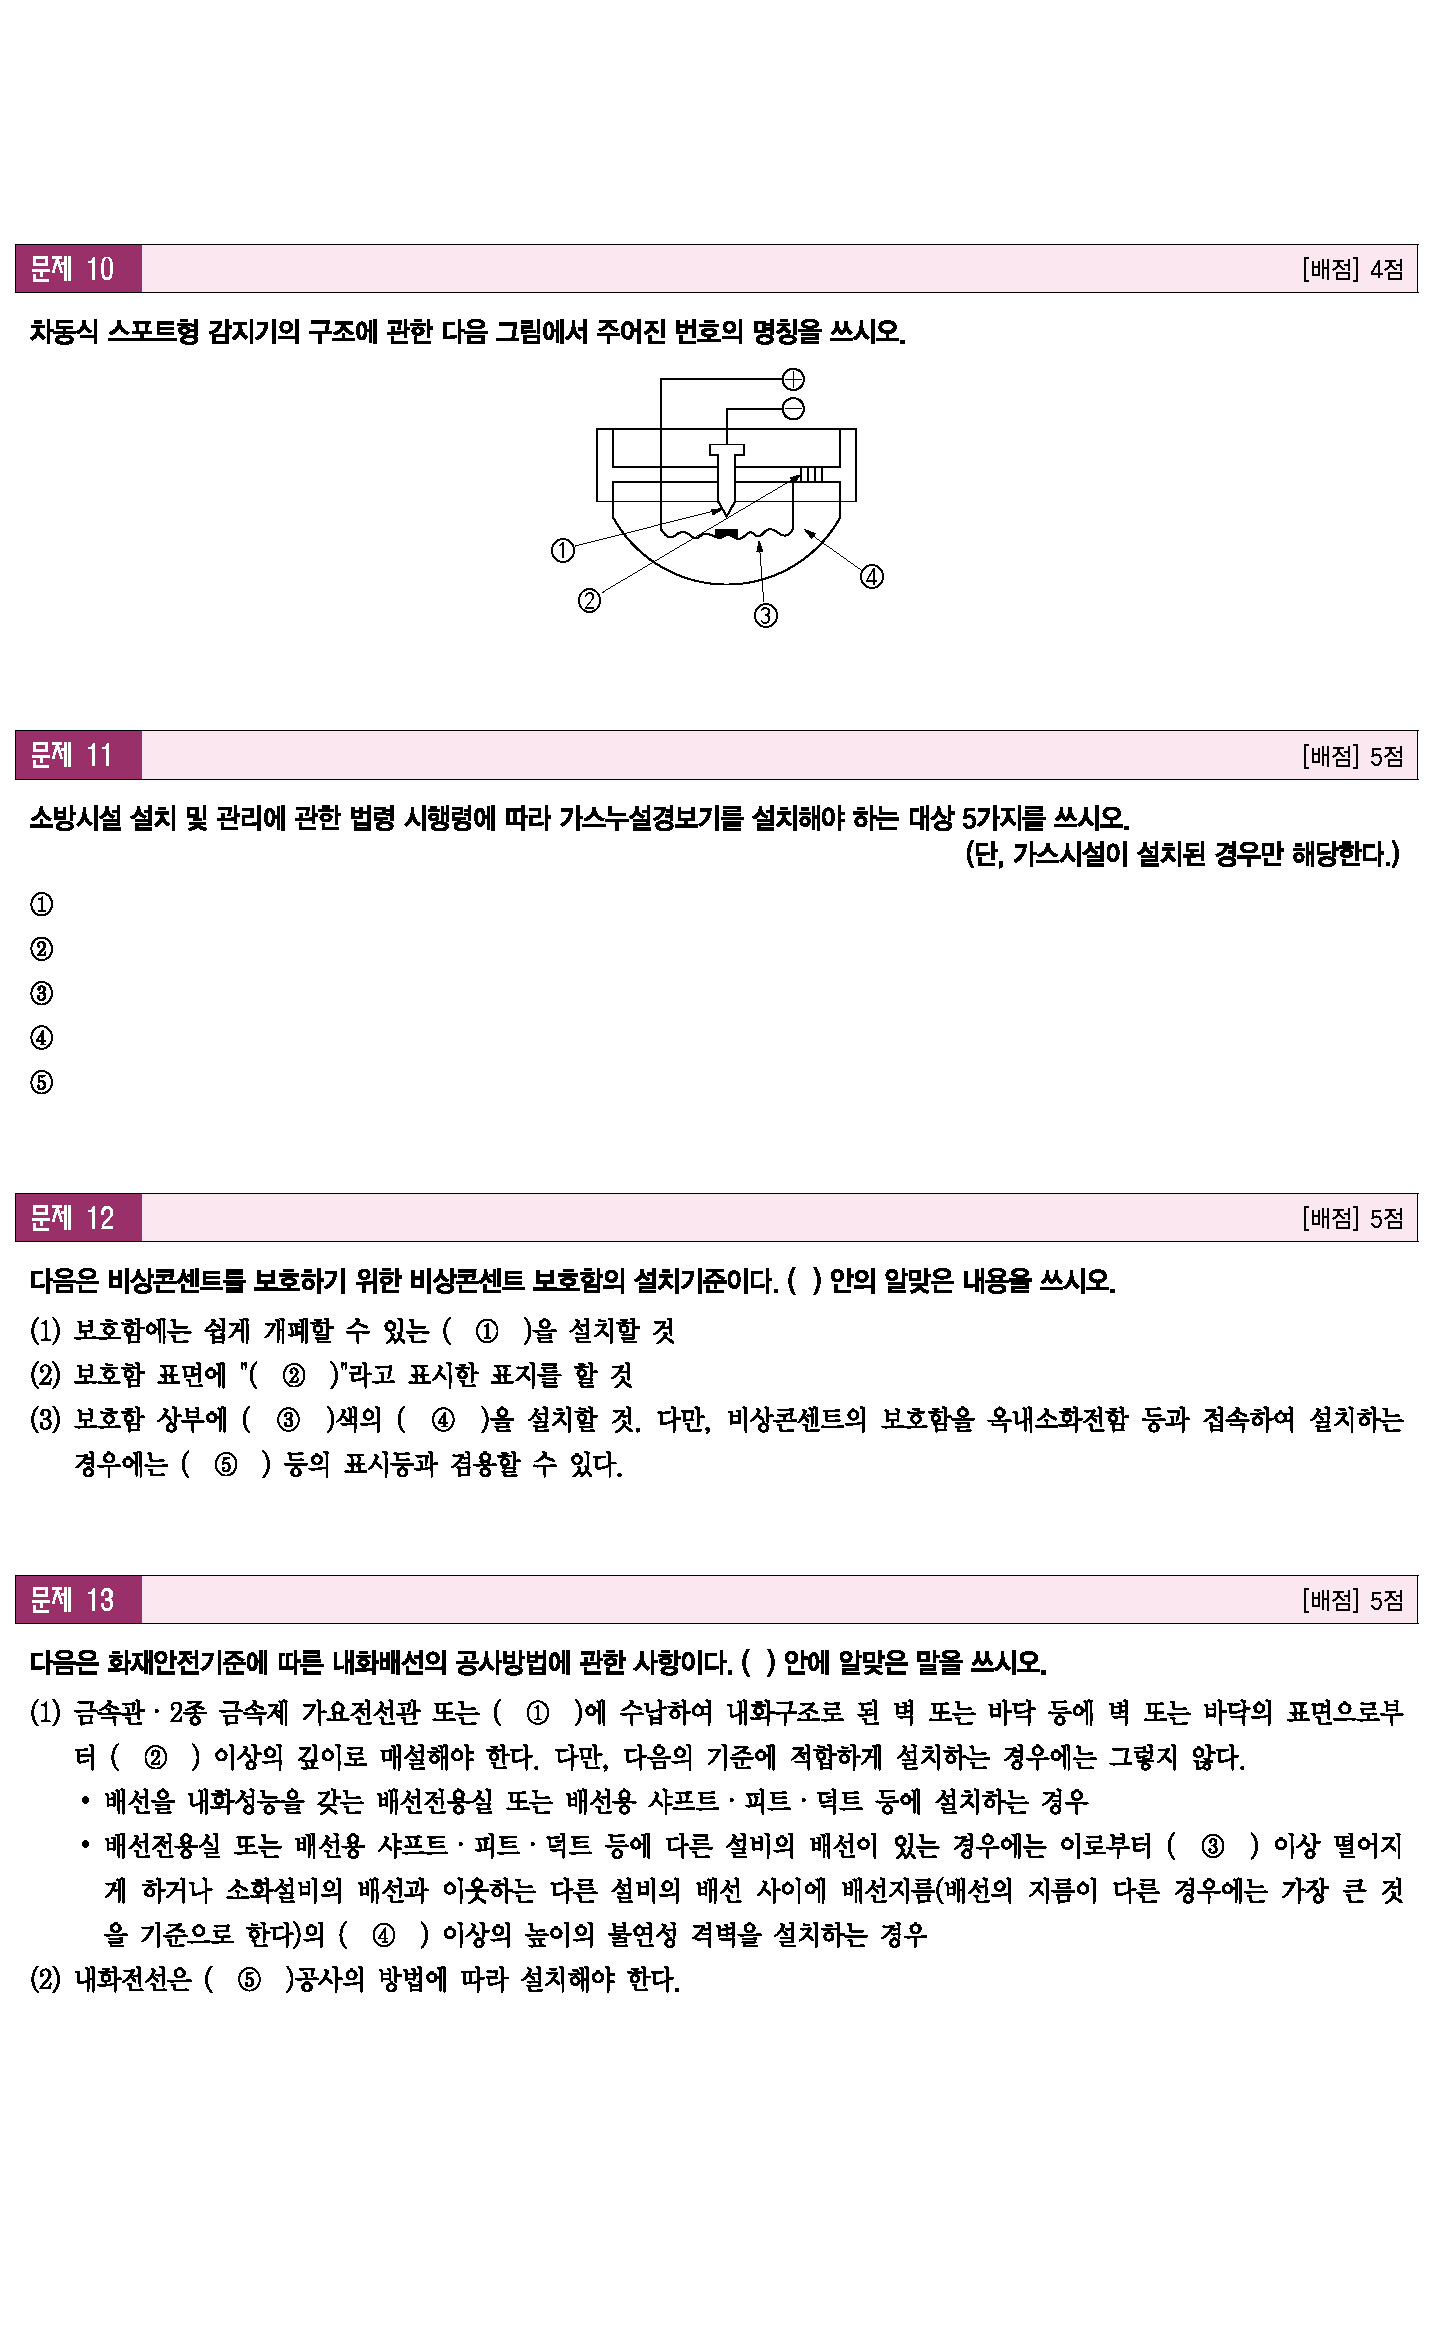 문제 10 [배점] 4점
차동식 스포트형 감지기의 구조에 관한 다음 그림에서 주어진 번호의 명칭을 쓰시오.
⊕
⊖
①
②
③
④
문제 11 [배점] 5점
소방시설 설치 및 관리에 관한 법령 시행령에 따라 가스누설경보기를 설치해야 하는 대상 5가지를 쓰시오.
(단, 가스시설이 설치된 경우만 해당한다.)
①
②
③
④
⑤
문제 12 [배점] 5점
다음은 비상콘센트를 보호하기 위한 비상콘센트 보호함의 설치기준이다. ( ) 안의 알맞은 내용을 쓰시오.
(1) 보호함에는 쉽게 개폐할 수 있는 ( ① )을 설치할 것
(2) 보호함 표면에 "( ② )"라고 표시한 표지를 할 것
(3) 보호함 상부에 ( ③ )색의 ( ④ )을 설치할 것. 다만, 비상콘센트의 보호함을 옥내소화전함 등과 접속하여 설치하는
경우에는 ( ⑤ ) 등의 표시등과 겸용할 수 있다.
문제 13 [배점] 5점
다음은 화재안전기준에 따른 내화배선의 공사방법에 관한 사항이다. ( ) 안에 알맞은 말을 쓰시오.
(1) 금속관·2종 금속제 가요전선관 또는 ( ① )에 수납하여 내화구조로 된 벽 또는 바닥 등에 벽 또는 바닥의 표면으로부
터 ( ② ) 이상의 깊이로 매설해야 한다. 다만, 다음의 기준에 적합하게 설치하는 경우에는 그렇지 않다.
• 배선을 내화성능을 갖는 배선전용실 또는 배선용 샤프트·피트·덕트 등에 설치하는 경우
• 배선전용실 또는 배선용 샤프트·피트·덕트 등에 다른 설비의 배선이 있는 경우에는 이로부터 ( ③ ) 이상 떨어지
게 하거나 소화설비의 배선과 이웃하는 다른 설비의 배선 사이에 배선지름(배선의 지름이 다른 경우에는 가장 큰 것
을 기준으로 한다)의 ( ④ ) 이상의 높이의 불연성 격벽을 설치하는 경우
(2) 내화전선은 ( ⑤ )공사의 방법에 따라 설치해야 한다.